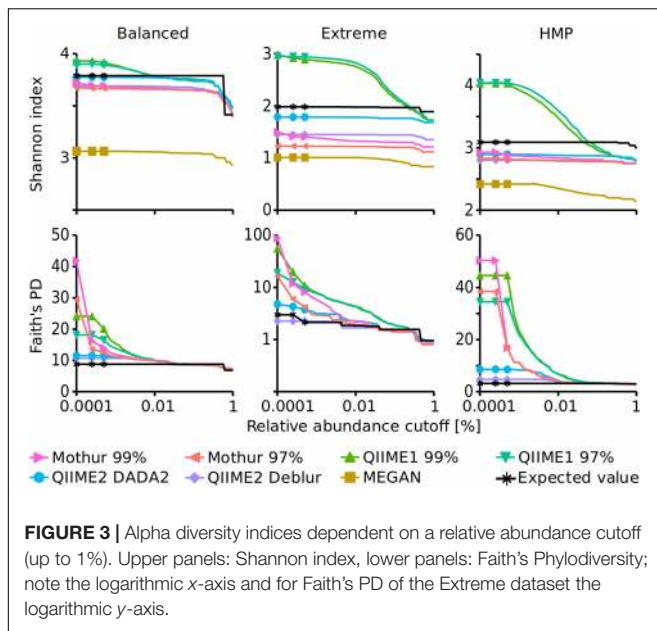 Balanced Extreme HMP
Shannon index
4
3
3
2
1
0
4
3
2
Faith's PD
50
40
30
20
10
0
100
10
1
60
40
20
0
0.0001 0.01 1 0.0001 0.01 1 0.0001 0.01 1
Relative abundance cutoff [%]
Mothur 99% Mothur 97% QIIME1 99% QIIME1 97%
QIIME2 DADA2 QIIME2 Deblur MEGAN Expected value
FIGURE 3 | Alpha diversity indices dependent on a relative abundance cutoff
(up to 1%). Upper panels: Shannon index, lower panels: Faith's Phylodiversity;
note the logarithmic x-axis and for Faith's PD of the Extreme dataset the
logarithmic y-axis.